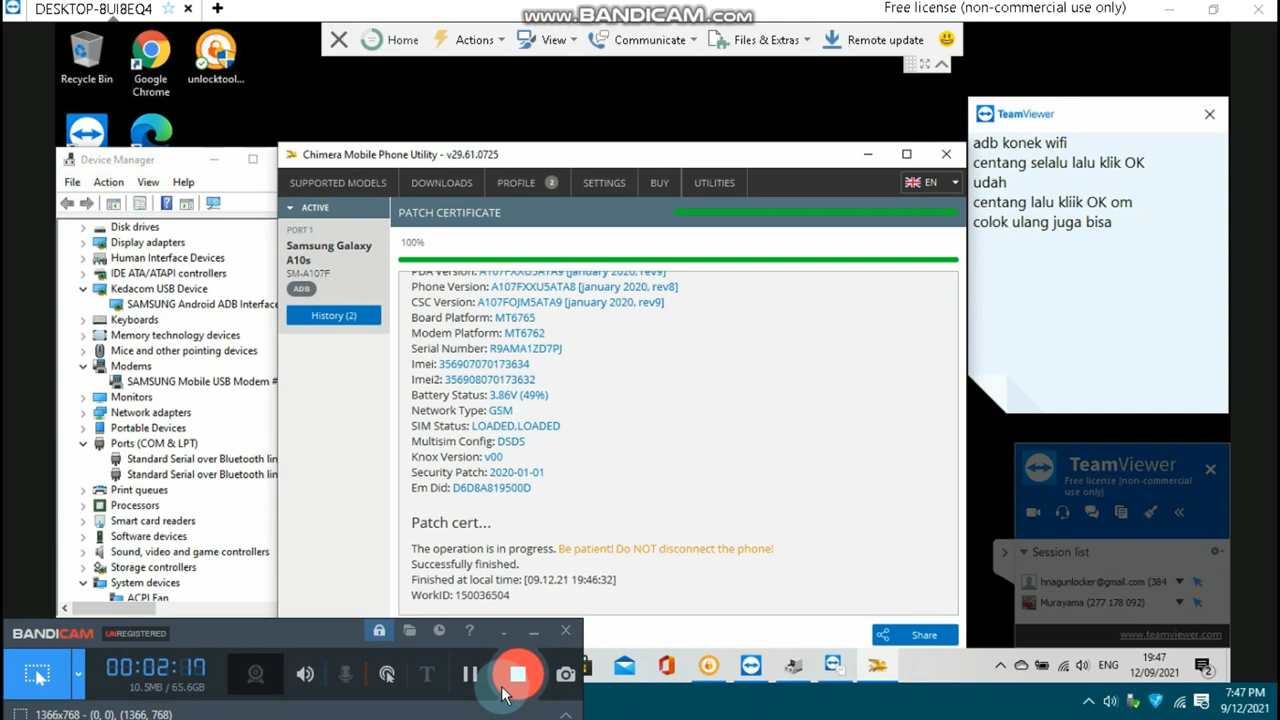 DESKTOP-8UI8EQ4
www.BANDICAM.com
Free license (non-commercial use only)
Home
Actions
View
Communicate
Files & Extras
Remote update
Recycle Bin
Google Chrome
unlocktool...
TeamViewer
adb konek wifi
centang selalu lalu klik OK
udah
centang lalu kliik OK om
colok ulang juga bisa
Device Manager
File Action View Help
Disk drives
Display adapters
Human Interface Devices
IDE ATA/ATAPI controllers
Kedacom USB Device
SAMSUNG Android ADB Interface
Keyboards
Memory technology devices
Mice and other pointing devices
Modems
SAMSUNG Mobile USB Modem #
Monitors
Network adapters
Portable Devices
Ports (COM & LPT)
Standard Serial over Bluetooth lin
Standard Serial over Bluetooth lin
Print queues
Processors
Smart card readers
Software devices
Sound, video and game controllers
Storage controllers
System devices
ACPI Fan
Chimera Mobile Phone Utility - v29.61.0725
SUPPORTED MODELS DOWNLOADS PROFILE 2 SETTINGS BUY UTILITIES EN
ACTIVE
PORT 1
Samsung Galaxy
A10s
SM-A107F
ADB
History (2)
PATCH CERTIFICATE
100%
PDA Version: A107FXXU5ATA9 [january 2020, rev9]
Phone Version: A107FXXU5ATA8 [january 2020, rev8]
CSC Version: A107FOJM5ATA9 [january 2020, rev9]
Board Platform: MT6765
Modem Platform: MT6762
Serial Number: R9AMA1ZD7PJ
Imei: 356907070173634
Imei2: 356908070173632
Battery Status: 3.86V (49%)
Network Type: GSM
SIM Status: LOADED,LOADED
Multisim Config: DSDS
Knox Version: v00
Security Patch: 2020-01-01
Em Did: D6D8A819500D
Patch cert...
The operation is in progress. Be patient! Do NOT disconnect the phone!
Successfully finished.
Finished at local time: [09.12.21 19:46:32]
WorkID: 150036504
Share
TeamViewer
Free license (non-commercial
use only)
Session list
hnagunlocker@gmail.com (384
Murayama (277 178 092)
www.teamviewer.com
BANDICAM UNREGISTERED
00:02:17
10.5MB / 65.6GB
1366x768 - (0, 0), (1366, 768)
ENG
19:47
12/09/2021
2
7:47 PM
9/12/2021